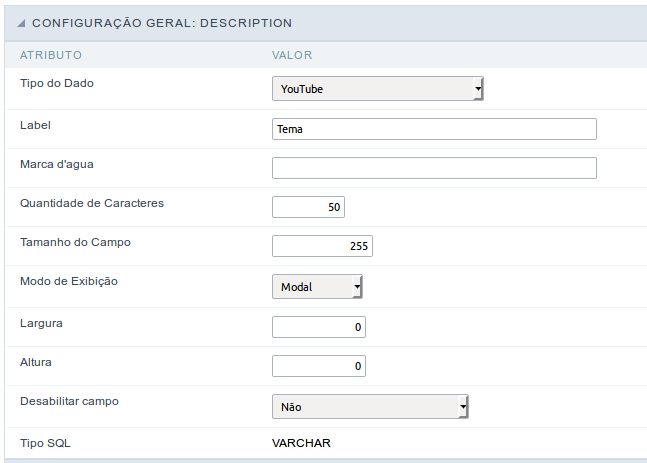 CONFIGURAÇÃO GERAL: DESCRIPTION
ATRIBUTO VALOR
Tipo do Dado YouTube
Label Tema
Marca d'agua
Quantidade de Caracteres 50
Tamanho do Campo 255
Modo de Exibição Modal
Largura 0
Altura 0
Desabilitar campo Não
Tipo SQL VARCHAR